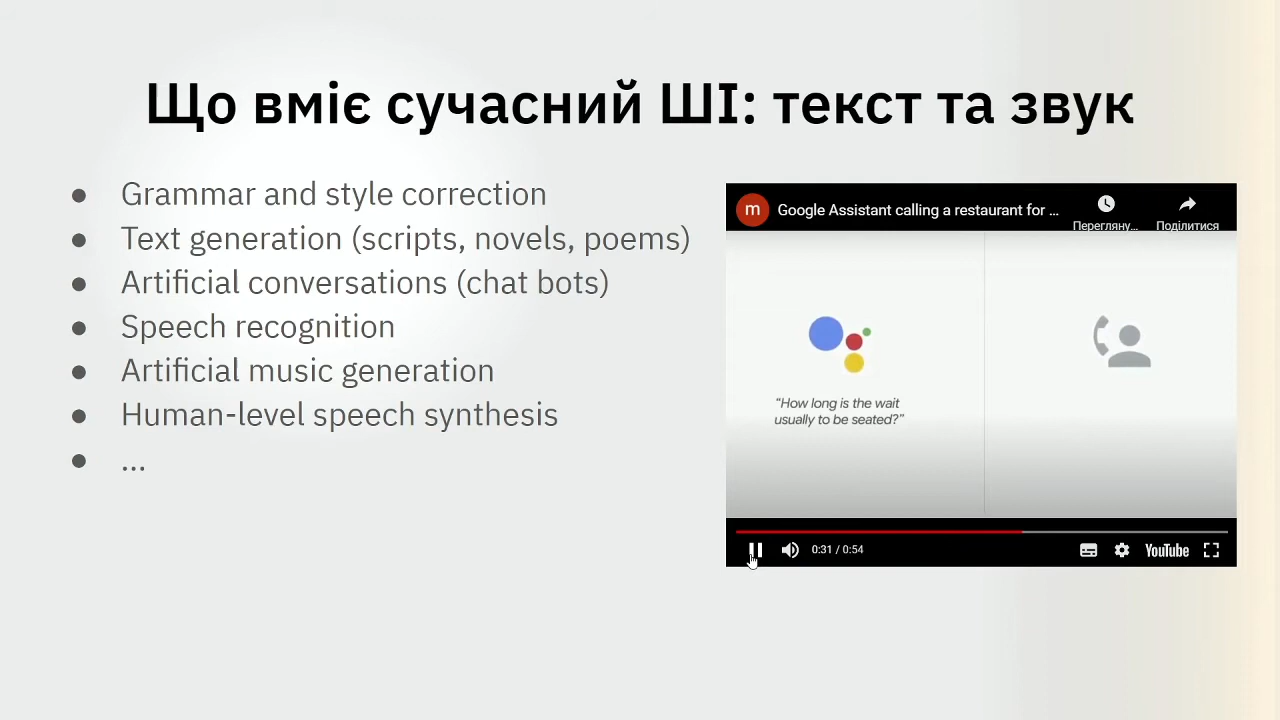 Що вміє сучасний ШІ: текст та звук
● Grammar and style correction
● Text generation (scripts, novels, poems)
● Artificial conversations (chat bots)
● Speech recognition
● Artificial music generation
● Human-level speech synthesis
● ...
m
Google Assistant calling a restaurant for ...
Перегляну...
Поділитися
“How long is the wait
usually to be seated?”
0:31 / 0:54
YouTube